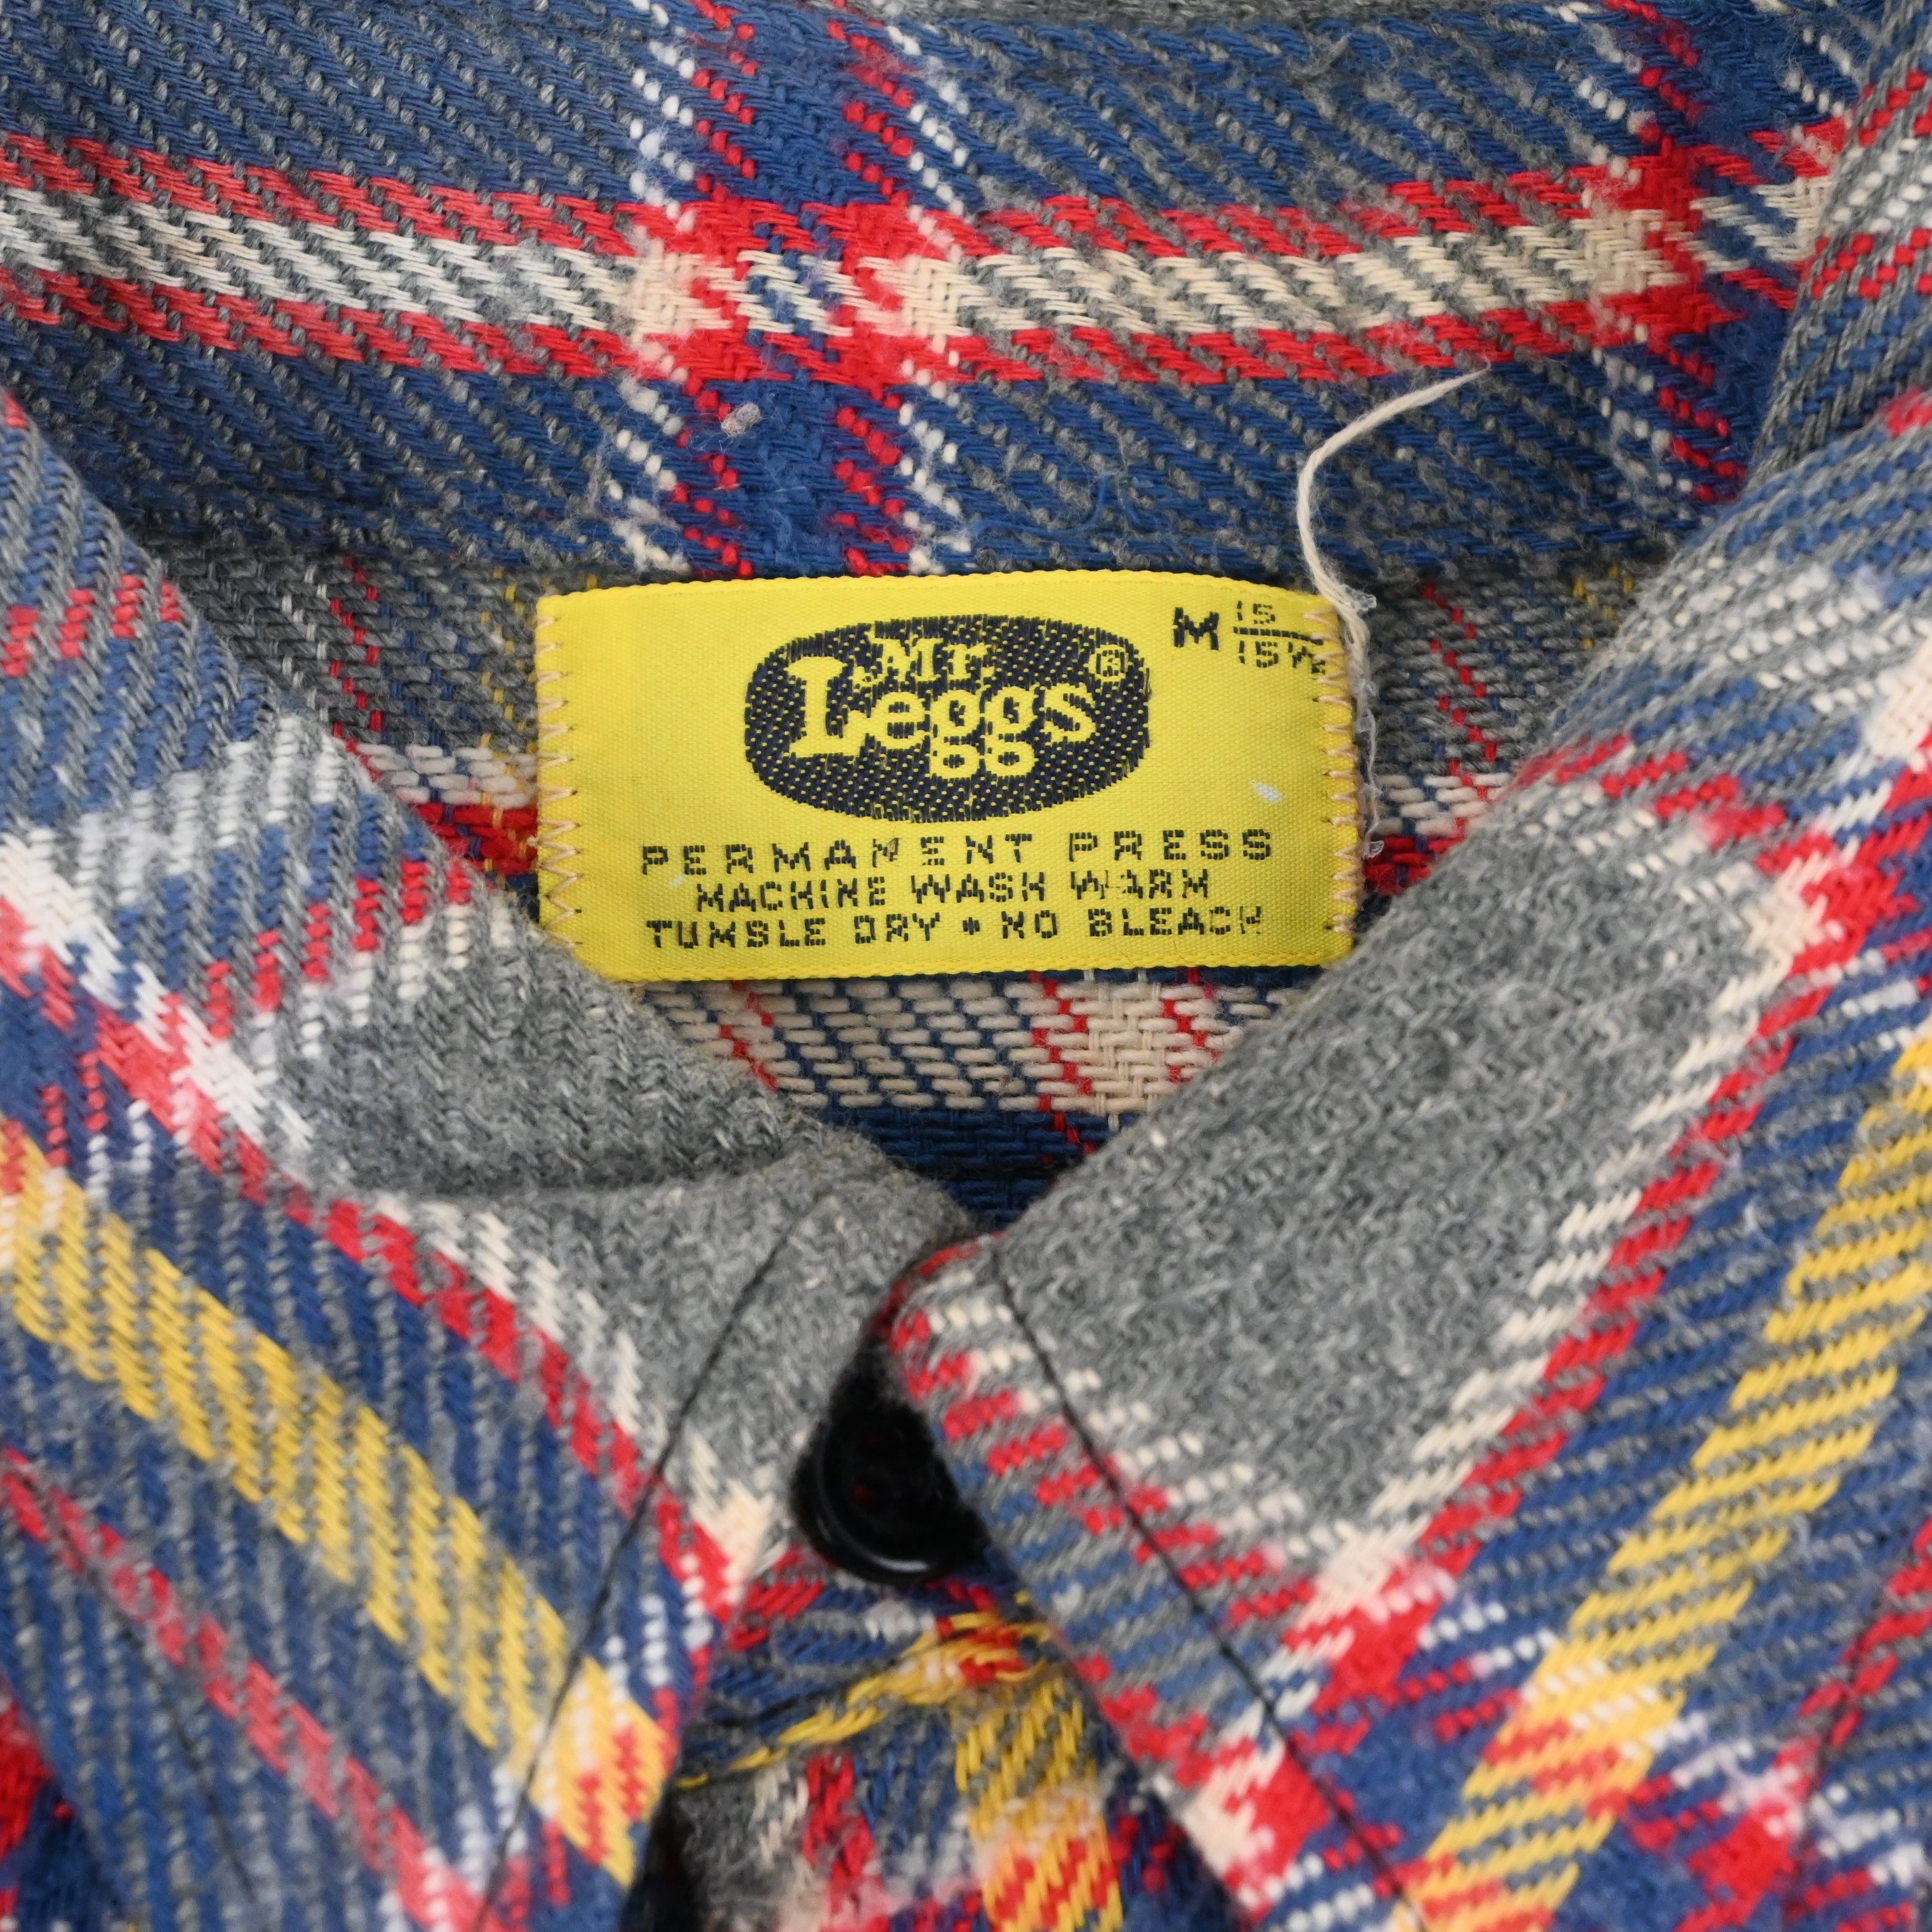 Mr.
Leggs ®
M 15
15½
PERMANENT PRESS
MACHINE WASH WARM
TUMBLE DRY • NO BLEACH